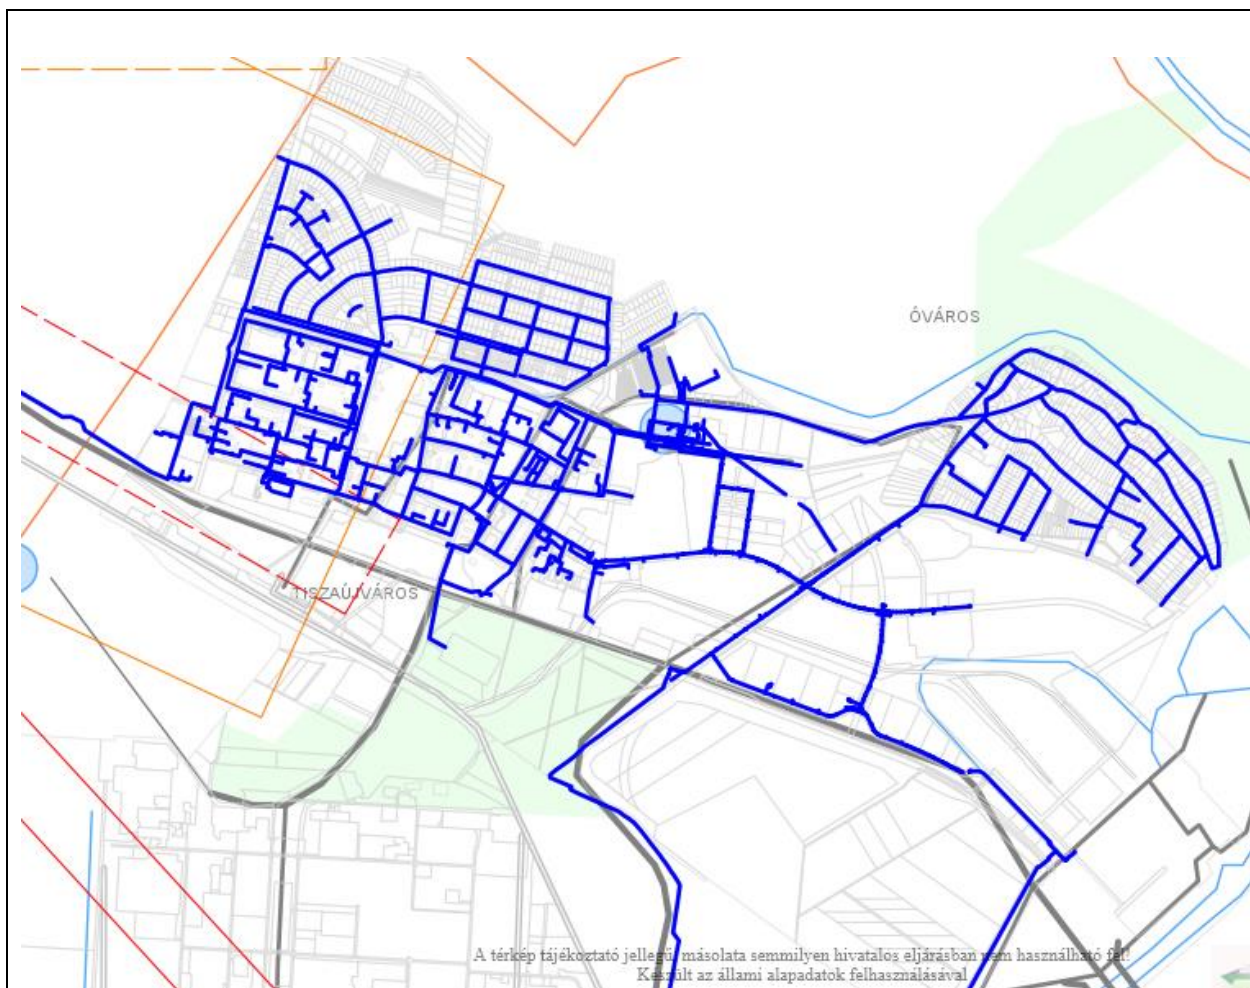 ÓVÁROS
TISZAÚJVÁROS
A térkép tájékoztató jellegű, másolata semmilyen hivatalos eljárásban nem használható fel!
Készült az állami alapadatok felhasználásával.